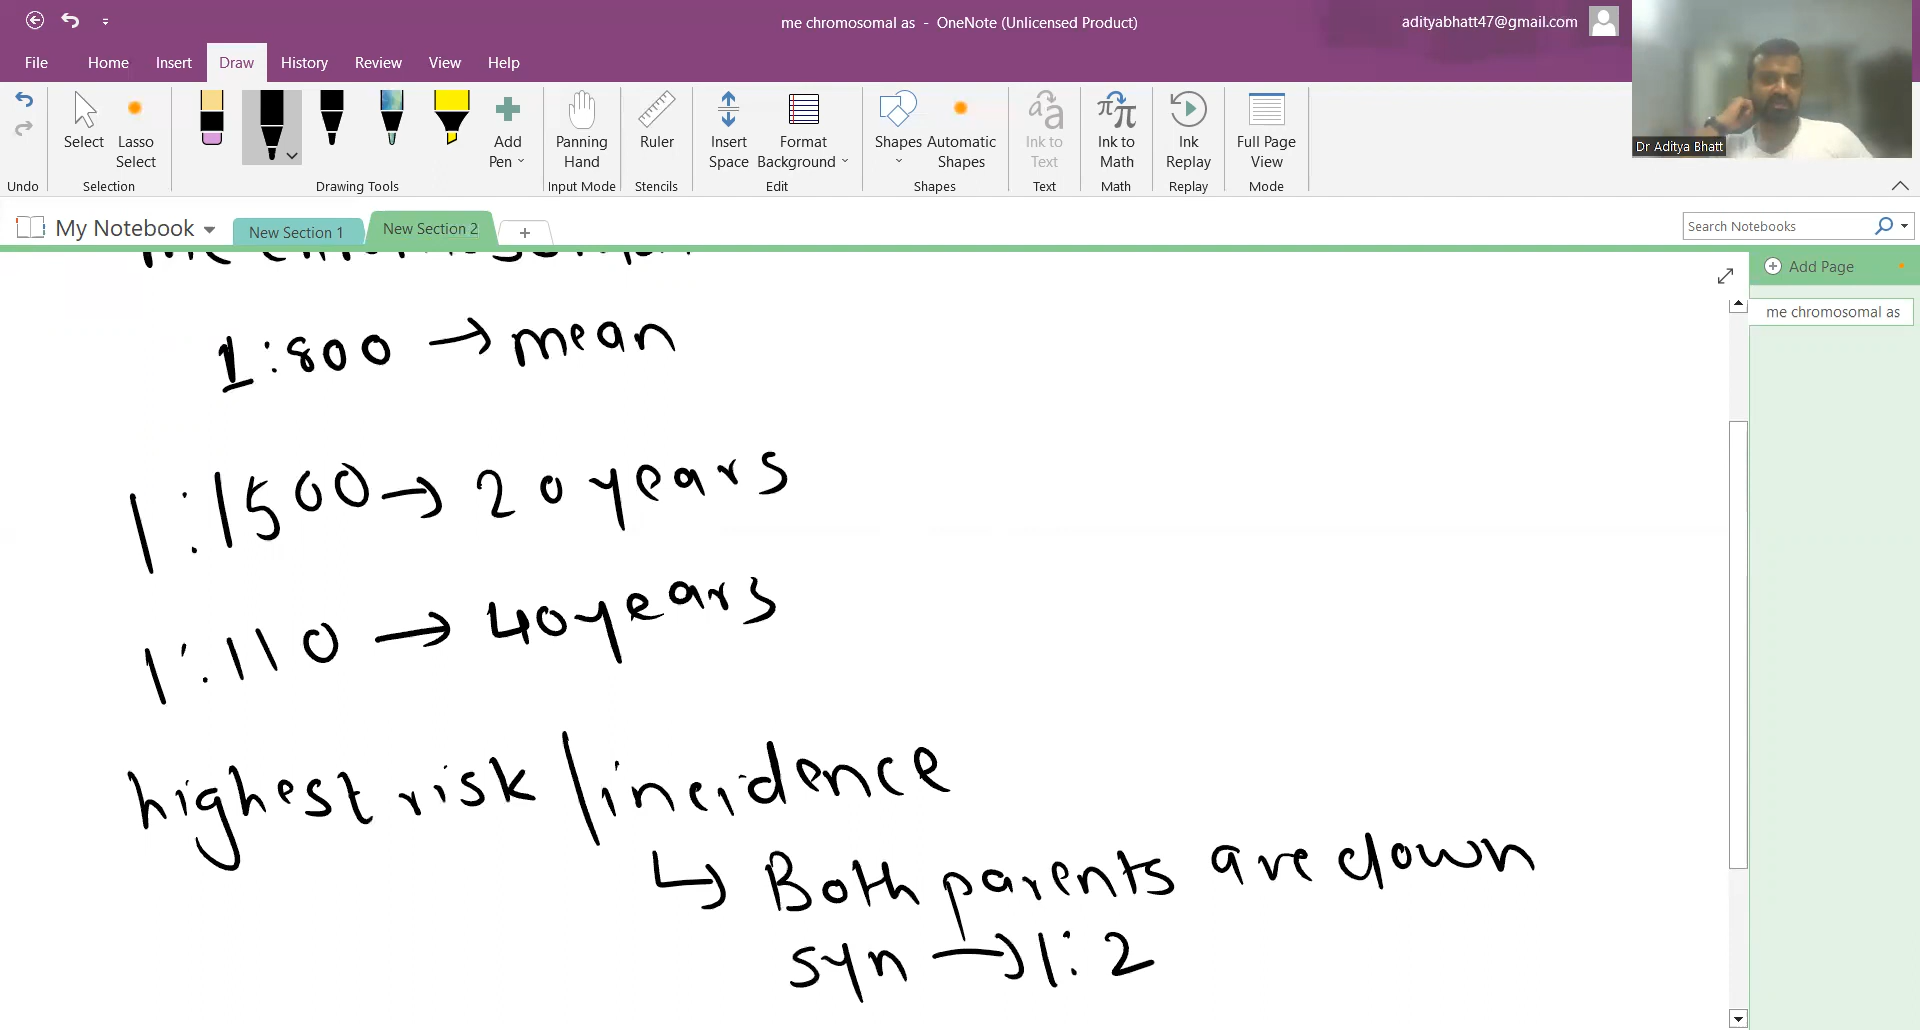 me chromosomal as - OneNote (Unlicensed Product)
adityabhatt47@gmail.com
File Home Insert Draw History Review View Help
Select
Lasso Select
Add Pen
Panning Hand
Ruler
Insert Space
Format Background
Shapes
Automatic Shapes
Ink to Text
Ink to Math
Ink Replay
Full Page View
Undo Selection Drawing Tools Input Mode Stencils Edit Shapes Text Math Replay Mode
Dr Aditya Bhatt
My Notebook
New Section 1
New Section 2
Search Notebooks
Add Page
me chromosomal as
1:800 → mean
1:1500 → 20 years
1:110 → 40 years
highest risk / incidence
↳ Both parents are down
syn → 1:2